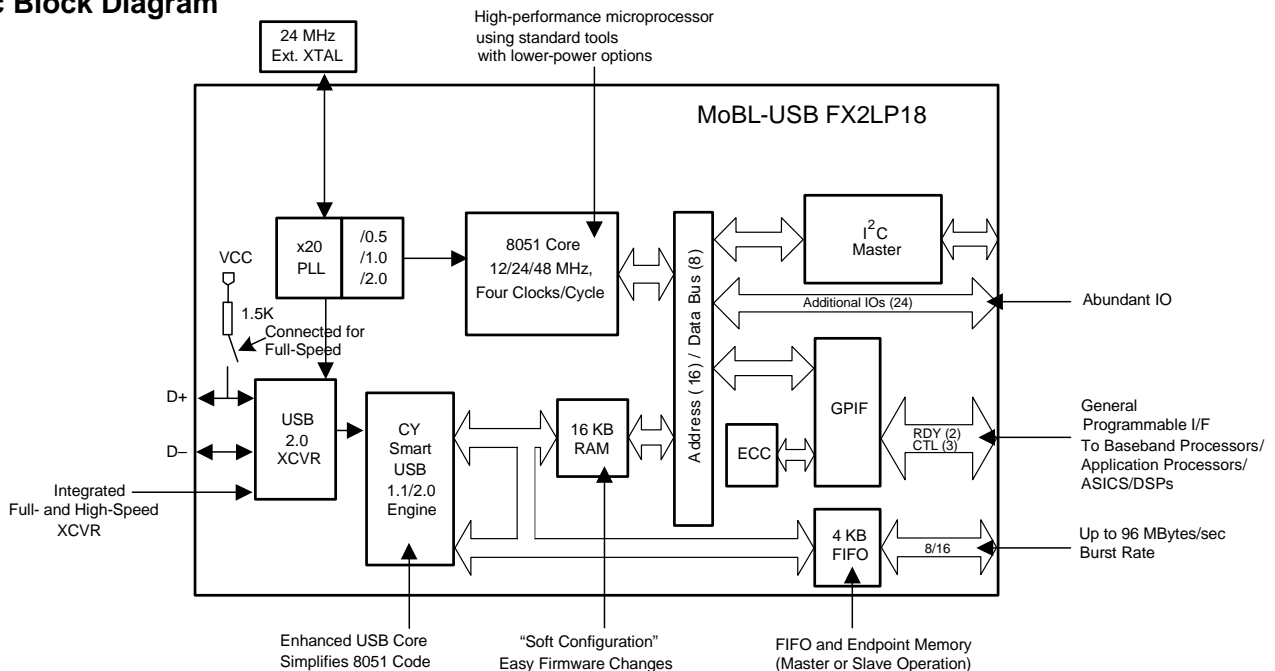 c Block Diagram
High-performance microprocessor
using standard tools
with lower-power options
24 MHz
Ext. XTAL
MoBL-USB FX2LP18
x20
PLL
/0.5
/1.0
/2.0
8051 Core
12/24/48 MHz,
Four Clocks/Cycle
I2C
Master
VCC
1.5K
Connected for
Full-Speed
Address (16) / Data Bus (8)
Additional IOs (24)
Abundant IO
D+
D–
USB
2.0
XCVR
CY
Smart
USB
1.1/2.0
Engine
16 KB
RAM
ECC
GPIF
RDY (2)
CTL (3)
General
Programmable I/F
To Baseband Processors/
Application Processors/
ASICS/DSPs
Integrated
Full- and High-Speed
XCVR
4 KB
FIFO
8/16
Up to 96 MBytes/sec
Burst Rate
Enhanced USB Core
Simplifies 8051 Code
“Soft Configuration”
Easy Firmware Changes
FIFO and Endpoint Memory
(Master or Slave Operation)